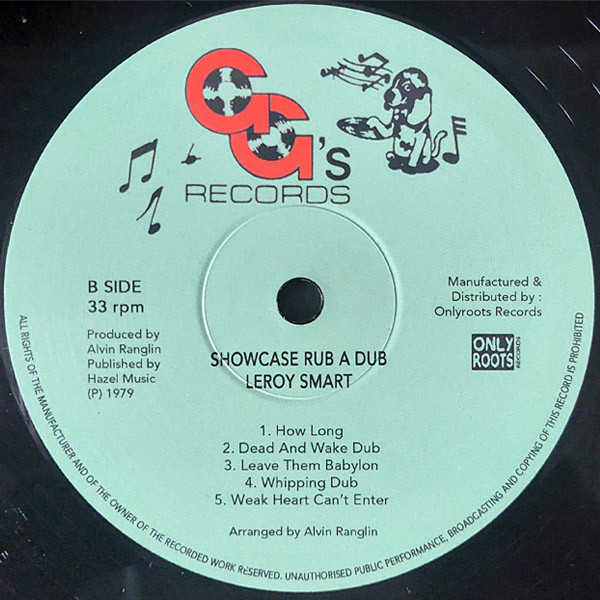 GG's
RECORDS
B SIDE
33 rpm
Produced by
Alvin Ranglin
Published by
Hazel Music
(P) 1979
Manufactured &
Distributed by :
Onlyroots Records
ONLY
ROOTS
RECORDS
SHOWCASE RUB A DUB
LEROY SMART
1. How Long
2. Dead And Wake Dub
3. Leave Them Babylon
4. Whipping Dub
5. Weak Heart Can't Enter
Arranged by Alvin Ranglin
ALL RIGHTS OF THE MANUFACTURER AND OF THE OWNER OF THE RECORDED WORK RESERVED. UNAUTHORISED PUBLIC PERFORMANCE, BROADCASTING AND COPYING OF THIS RECORD IS PROHIBITED